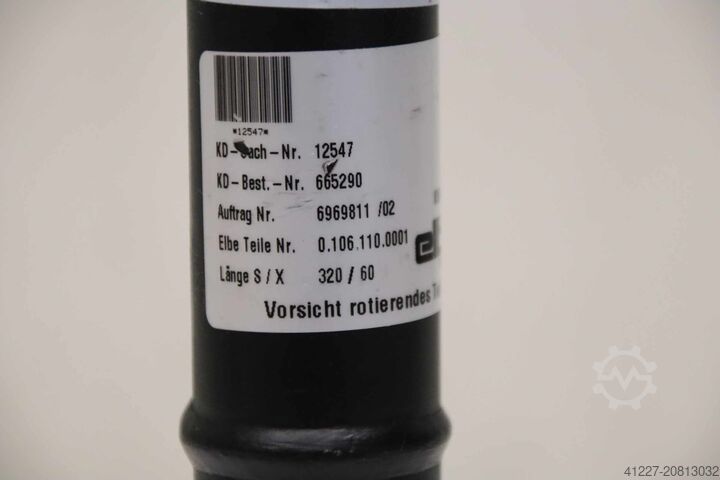 *12547*
KD-Sach-Nr. 12547
KD-Best.-Nr. 665290
Auftrag Nr. 6969811 /02
Elbe Teile Nr. 0.106.110.0001
Länge S / X 320 / 60
Vorsicht rotierendes
41227-20813032